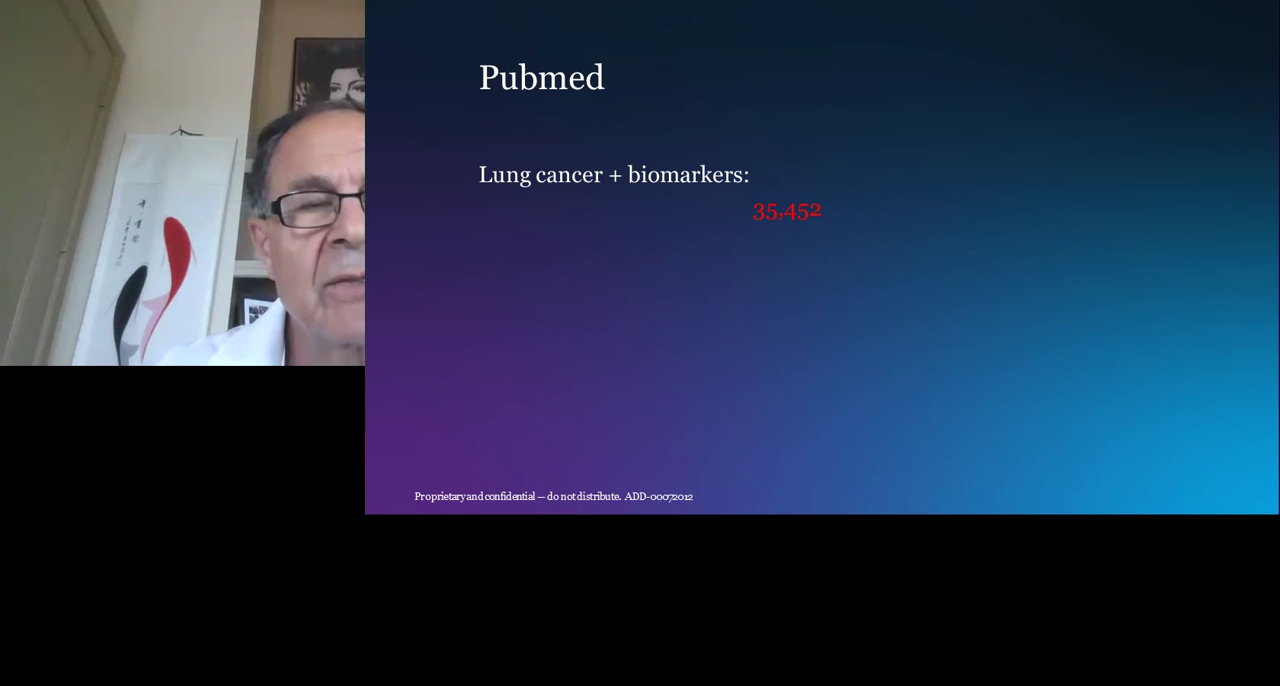 Pubmed
Lung cancer + biomarkers:
35,452
Proprietary and confidential — do not distribute. ADD-00072012